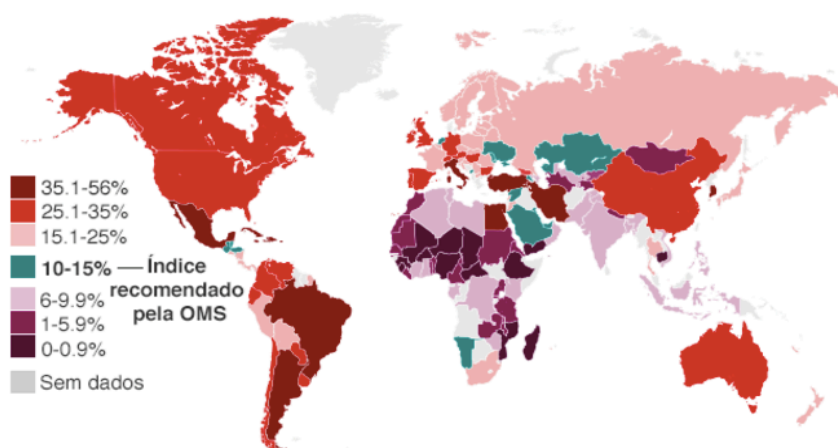 35.1-56%
25.1-35%
15.1-25%
10-15% — Índice
recomendado
pela OMS
6-9.9%
1-5.9%
0-0.9%
Sem dados